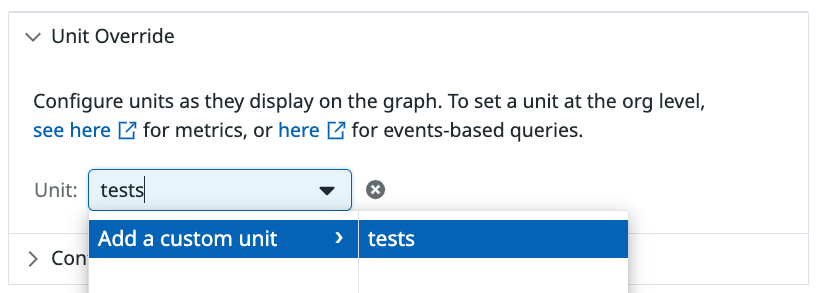 Unit Override
Configure units as they display on the graph. To set a unit at the org level,
see here for metrics, or here for events-based queries.
Unit: tests
Add a custom unit tests